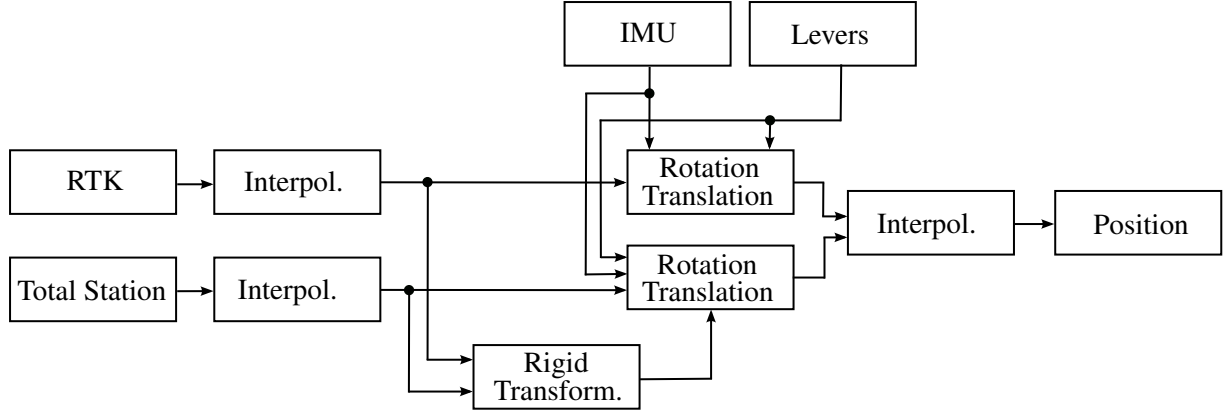 IMU
Levers
RTK
Interpol.
Rotation
Translation
Interpol.
Position
Total Station
Interpol.
Rotation
Translation
Rigid
Transform.